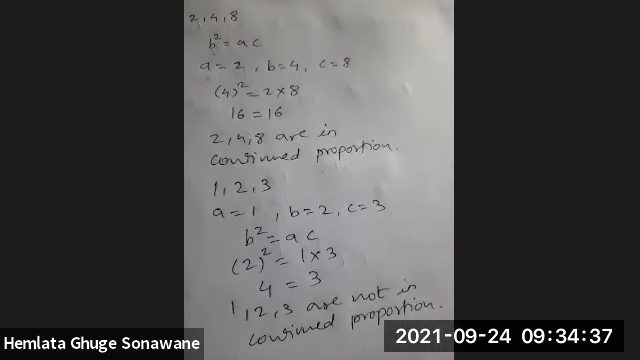 2, 4, 8
b² = ac
a = 2, b = 4, c = 8
(4)² = 2 × 8
16 = 16
2, 4, 8 are in
continued proportion.
1, 2, 3
a = 1, b = 2, c = 3
b² = ac
(2)² = 1 × 3
4 = 3
1, 2, 3 are not in
continued proportion.
Hemlata Ghuge Sonawane
2021-09-24 09:34:37